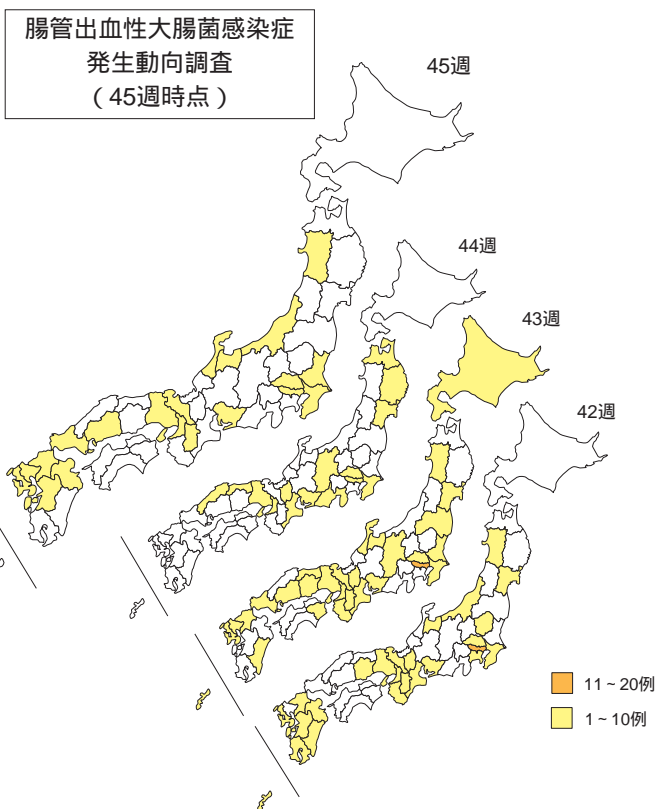 腸管出血性大腸菌感染症
発生動向調査
（45週時点）
45週
44週
43週
42週
11～20例
1～10例